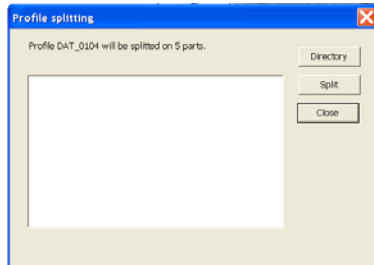 Profile splitting
Profile DAT_0104 will be splitted on 5 parts.
Directory
Split
Close